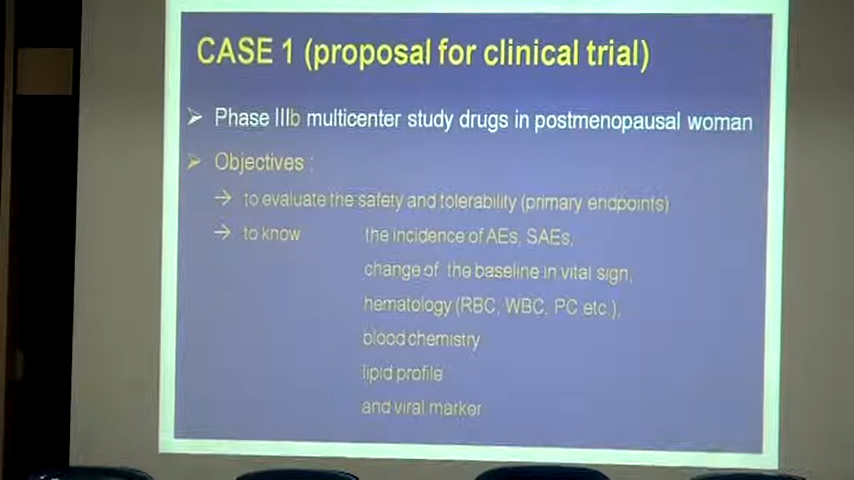 CASE 1 (proposal for clinical trial)
➢ Phase IIIb multicenter study drugs in postmenopausal woman
➢ Objectives :
→ to evaluate the safety and tolerability (primary endpoints)
→ to know the incidence of AEs, SAEs,
change of the baseline in vital sign,
hematology (RBC, WBC, PC etc.),
blood chemistry
lipid profile
and viral marker